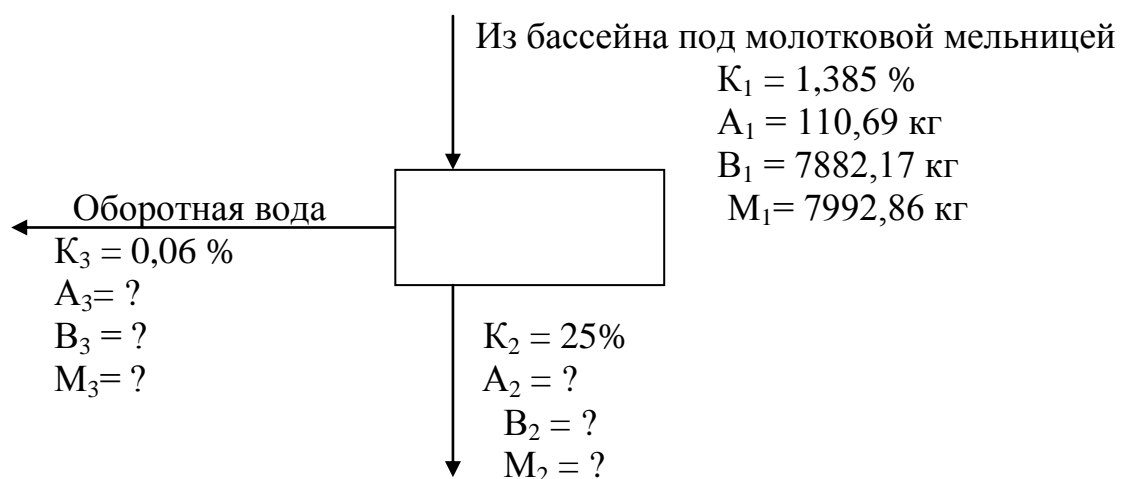 Из бассейна под молотковой мельницей
К₁ = 1,385 %
А₁ = 110,69 кг
В₁ = 7882,17 кг
М₁= 7992,86 кг
Оборотная вода
К₃ = 0,06 %
А₃= ?
В₃ = ?
М₃= ?
К₂ = 25%
А₂ = ?
В₂ = ?
М₂ = ?